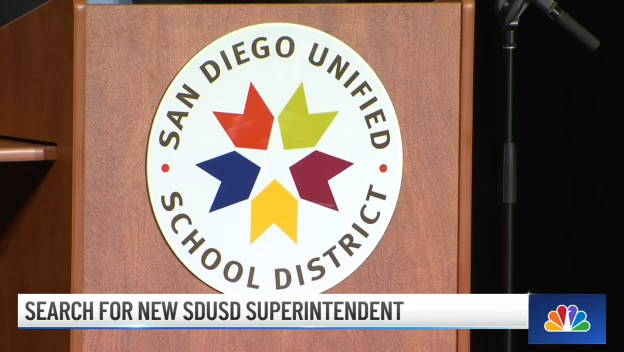 SAN DIEGO UNIFIED
SCHOOL DISTRICT
SEARCH FOR NEW SDUSD SUPERINTENDENT